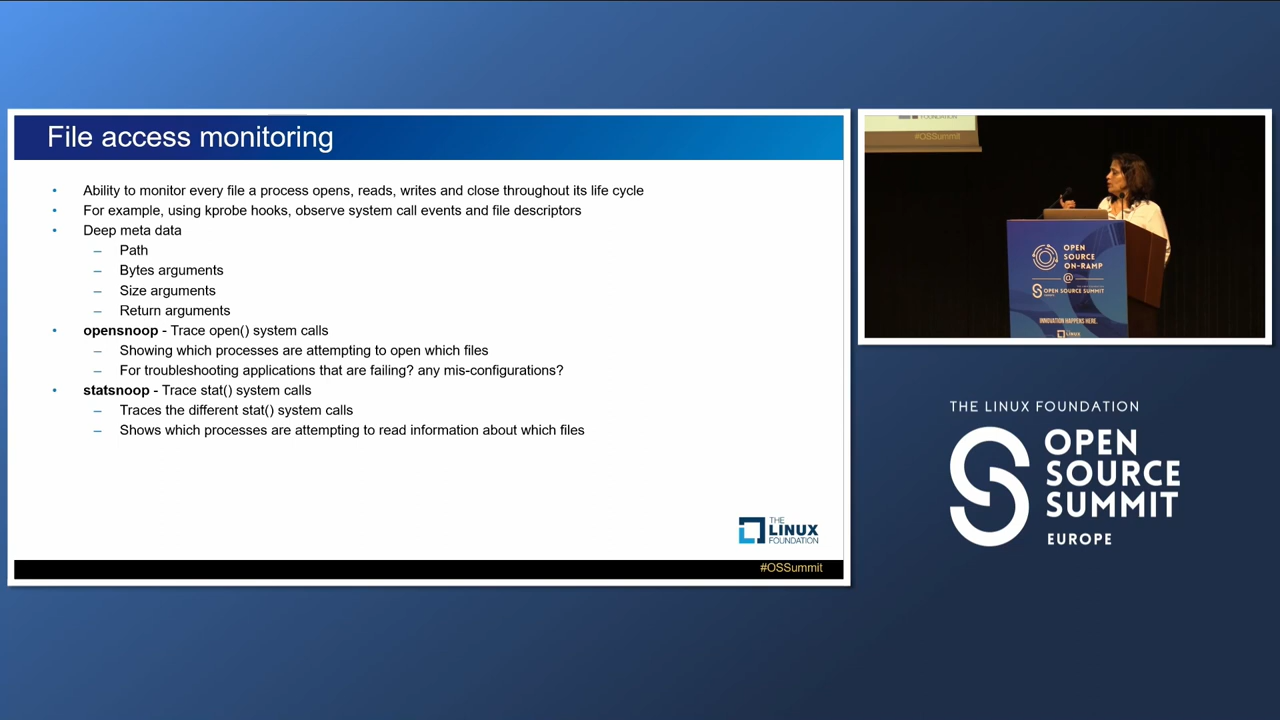 File access monitoring
• Ability to monitor every file a process opens, reads, writes and close throughout its life cycle
• For example, using kprobe hooks, observe system call events and file descriptors
• Deep meta data
– Path
– Bytes arguments
– Size arguments
– Return arguments
• opensnoop - Trace open() system calls
– Showing which processes are attempting to open which files
– For troubleshooting applications that are failing? any mis-configurations?
• statsnoop - Trace stat() system calls
– Traces the different stat() system calls
– Shows which processes are attempting to read information about which files
THE
LINUX
FOUNDATION
#OSSummit
FOUNDATION
#OSSummit
OPEN
SOURCE
ON-RAMP
@
OPEN SOURCE SUMMIT
INNOVATION HAPPENS HERE.
LINUX
THE LINUX FOUNDATION
OPEN
SOURCE
SUMMIT
EUROPE